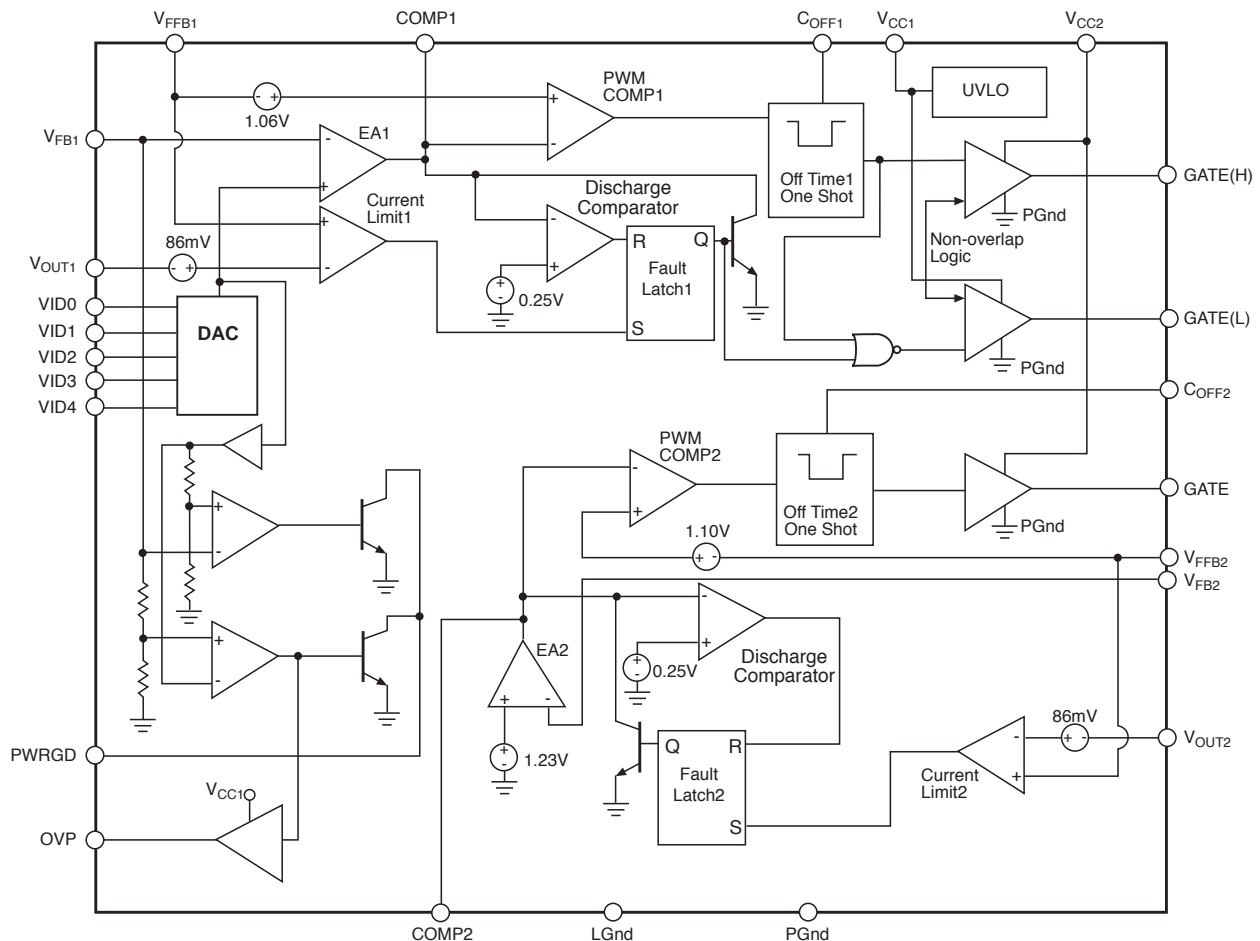 VFFB1
COMP1
COFF1
VCC1
VCC2
- +
1.06V
+
-
PWM
COMP1
UVLO
VFB1
-
+
EA1
Off Time1
One Shot
GATE(H)
PGnd
Current
Limit1
+
-
Discharge
Comparator
-
+
R
Q
Fault
Latch1
S
Non-overlap
Logic
86mV
VOUT1
- +
+
-
0.25V
VID0
VID1
VID2
VID3
VID4
DAC
GATE(L)
PGnd
COFF2
PWM
COMP2
-
+
Off Time2
One Shot
GATE
PGnd
+
-
1.10V
+ -
VFFB2
VFB2
+
-
-
+
Discharge
Comparator
+
-
0.25V
EA2
+
-
+
-
1.23V
Q
R
Fault
Latch2
S
86mV
+ -
VOUT2
-
+
Current
Limit2
PWRGD
VCC1
OVP
COMP2
LGnd
PGnd